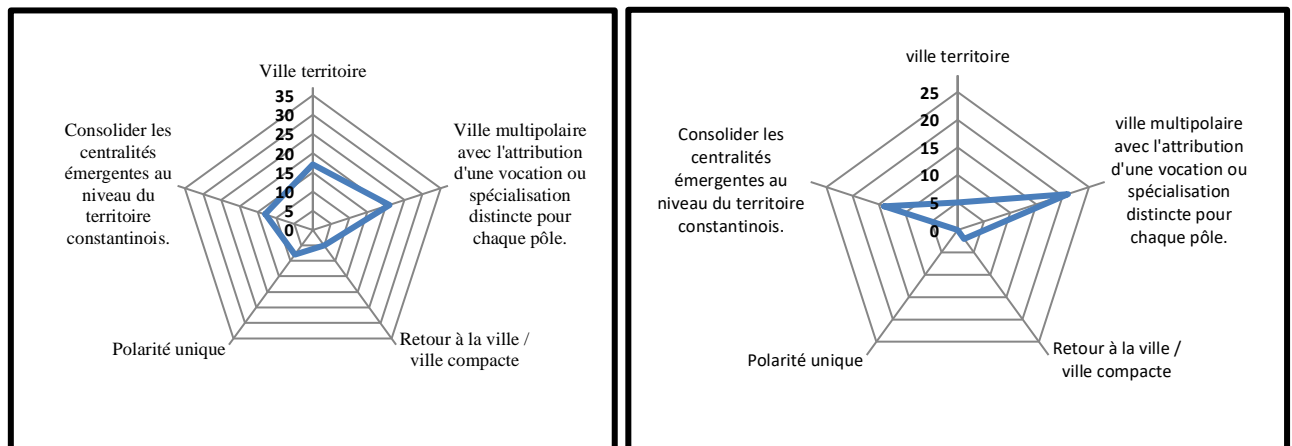 Ville territoire
35
30
25
20
15
10
5
0
Ville multipolaire
avec l'attribution
d'une vocation ou
spécialisation
distincte pour
chaque pôle.
Retour à la ville /
ville compacte
Polarité unique
Consolider les
centralités
émergentes au
niveau du
territoire
constantinois.
ville territoire
25
20
15
10
5
0
ville multipolaire
avec l'attribution
d'une vocation ou
spécialisation
distincte pour
chaque pôle.
Retour à la ville /
ville compacte
Polarité unique
Consolider les
centralités
émergentes au
niveau du territoire
constantinois.